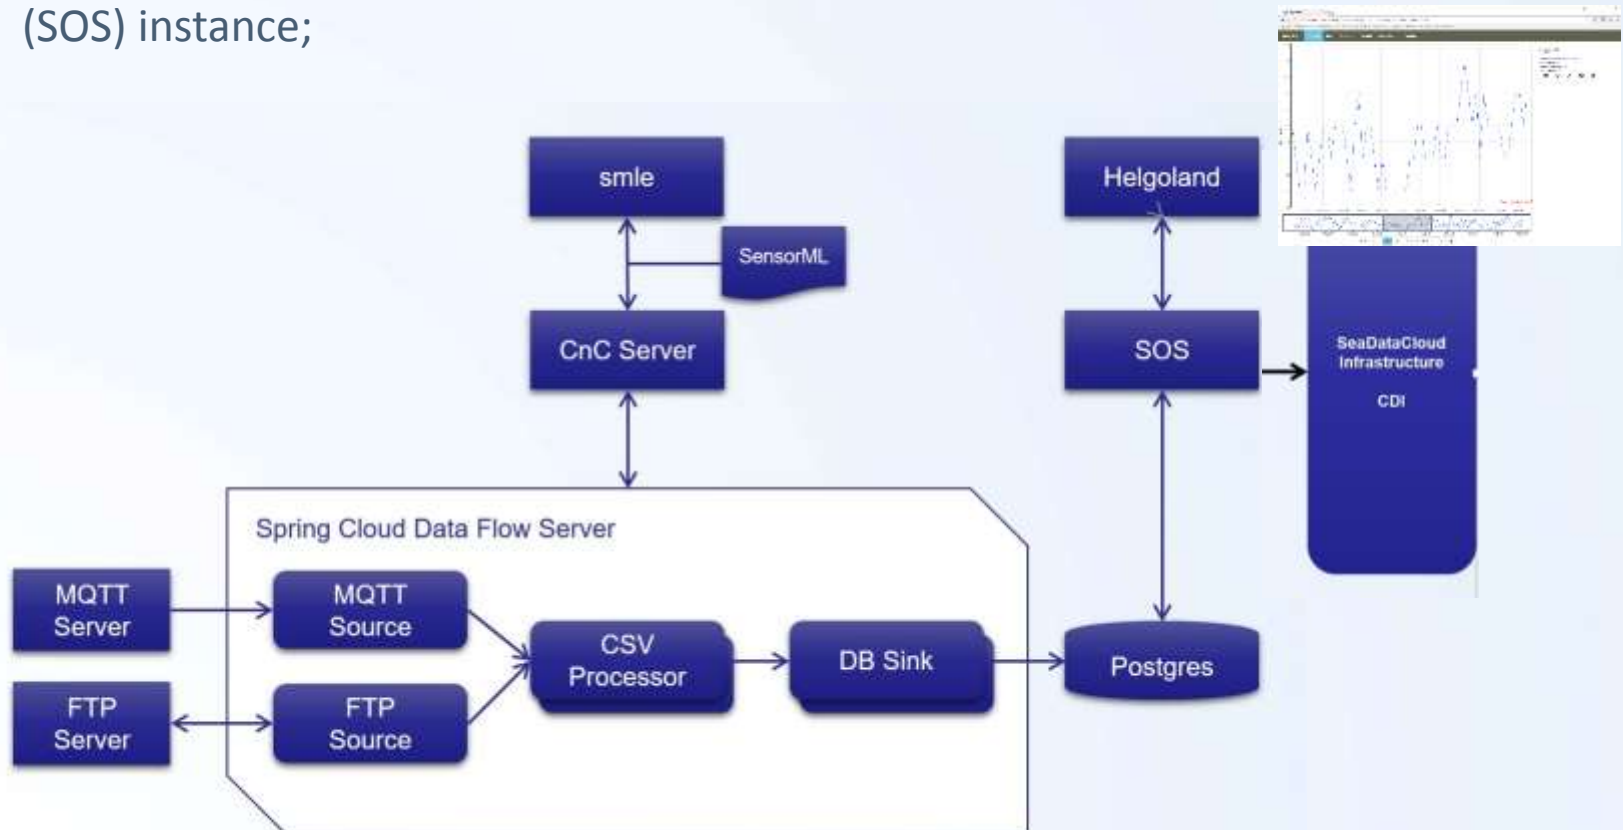 (SOS) instance;
smle
Helgoland
SensorML
CnC Server
SOS
SeaDataCloud
Infrastructure
CDI
Spring Cloud Data Flow Server
MQTT
Server
MQTT
Source
CSV
Processor
DB Sink
Postgres
FTP
Server
FTP
Source